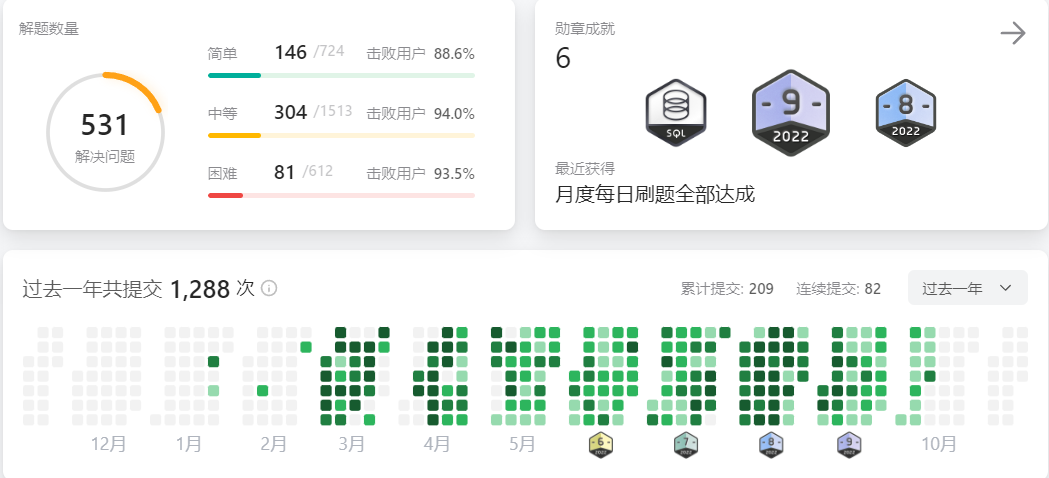 解题数量
531
解决问题
简单 146 /724 击败用户 88.6%
中等 304 /1513 击败用户 94.0%
困难 81 /612 击败用户 93.5%
勋章成就
6
SQL
9
2022
8
2022
最近获得
月度每日刷题全部达成
过去一年共提交 1,288 次
累计提交: 209 连续提交: 82 过去一年
12月 1月 2月 3月 4月 5月 6 7 8 9 10月
2022 2022 2022 2022